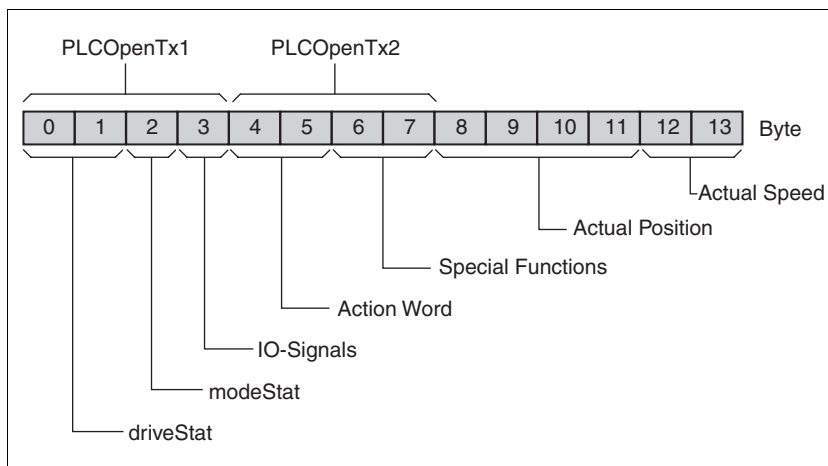 PLCOpenTx1 PLCOpenTx2
0 1 2 3 4 5 6 7 8 9 10 11 12 13 Byte
Actual Speed
Actual Position
Special Functions
Action Word
IO-Signals
modeStat
driveStat